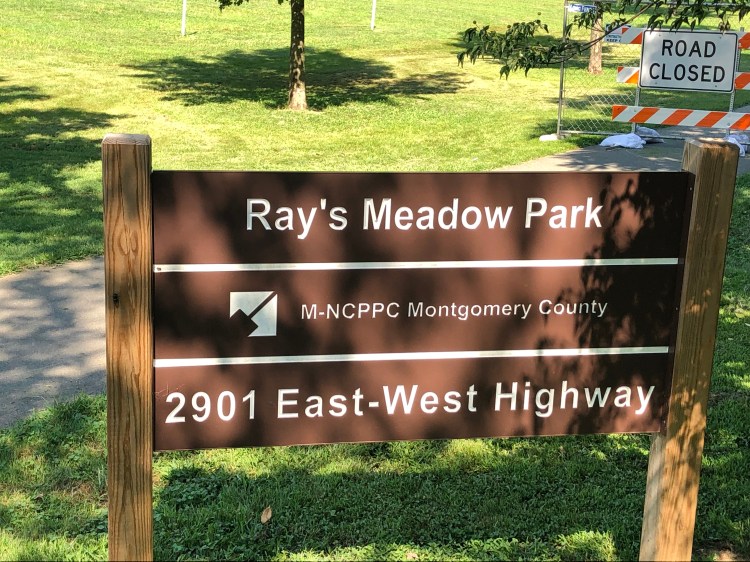 ROAD
CLOSED
Ray's Meadow Park
M-NCPPC Montgomery County
2901 East-West Highway